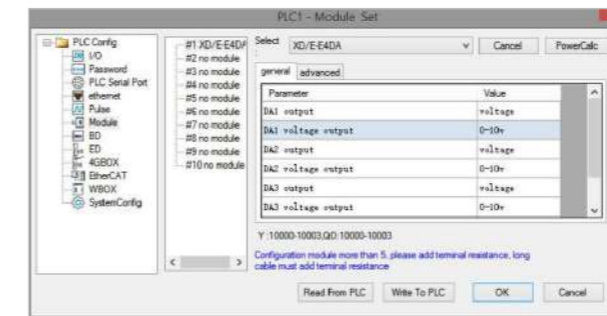 PLC1 - Module Set
PLC Config
I/O
Password
PLC Serial Port
ethernet
Pulse
Module
BD
ED
4GBOX
EtherCAT
WBOX
SystemConfig
#1 XD/E-E4DA
#2 no module
#3 no module
#4 no module
#5 no module
#6 no module
#7 no module
#8 no module
#9 no module
#10 no module
Select : XD/E-E4DA Cancel PowerCalc
general advanced
Parameter Value
DA1 output voltage
DA1 voltage output 0-10v
DA2 output voltage
DA2 voltage output 0-10v
DA3 output voltage
DA3 voltage output 0-10v
Y :10000-10003,QD :10000-10003
Configuration module more than 5, please add terminal resistance, long
cable must add terminal resistance
Read From PLC Write To PLC OK Cancel